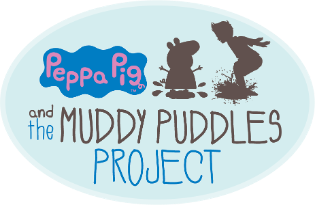 Peppa Pig
and
the MUDDY PUDDLES
PROJECT